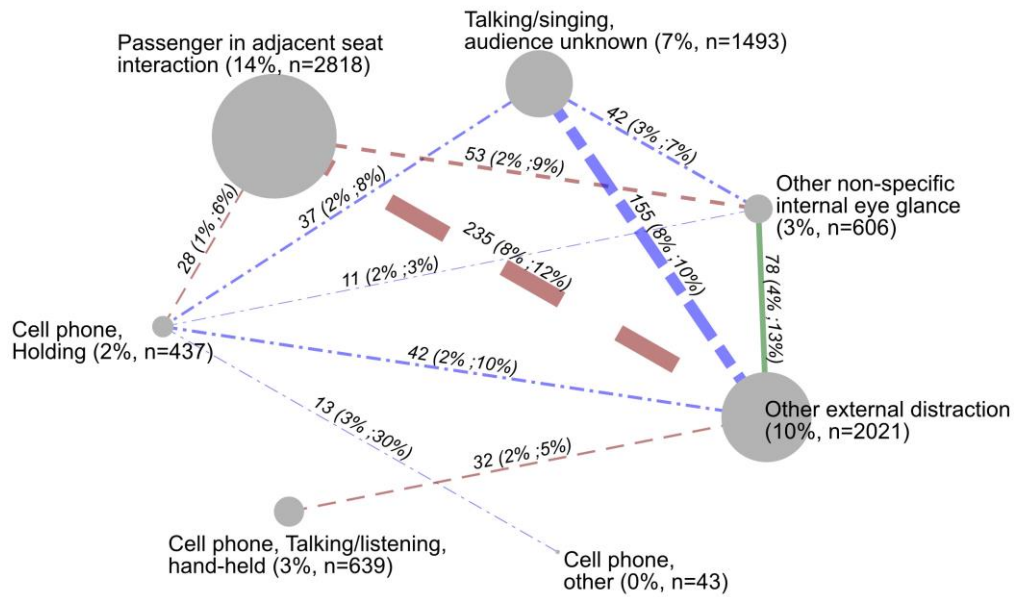 Talking/singing,
audience unknown (7%, n=1493)
Passenger in adjacent seat
interaction (14%, n=2818)
42 (3% ;7%)
53 (2% ;9%)
Other non-specific
internal eye glance
(3%, n=606)
37 (2% ;8%)
155 (8% ;10%)
28 (1% ;6%)
235 (8% ;12%)
11 (2% ;3%)
78 (4% ;13%)
Cell phone,
Holding (2%, n=437)
42 (2% ;10%)
Other external distraction
(10%, n=2021)
13 (3% ;30%)
32 (2% ;5%)
Cell phone, Talking/listening,
hand-held (3%, n=639)
Cell phone,
other (0%, n=43)